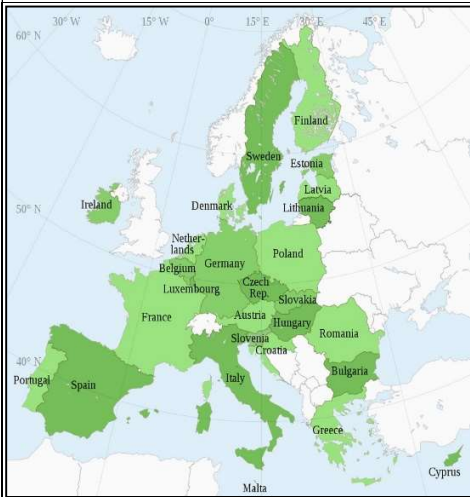 30° W
15° W
0°
15° E
30° E
45° E
60° N
Finland
Sweden
Estonia
Latvia
Lithuania
Ireland
Denmark
50° N
Nether-
lands
Poland
Belgium
Germany
Luxembourg
Czech
Rep.
Slovakia
France
Austria
Hungary
Romania
Slovenia
Croatia
40° N
Portugal
Spain
Italy
Bulgaria
Greece
Cyprus
Malta